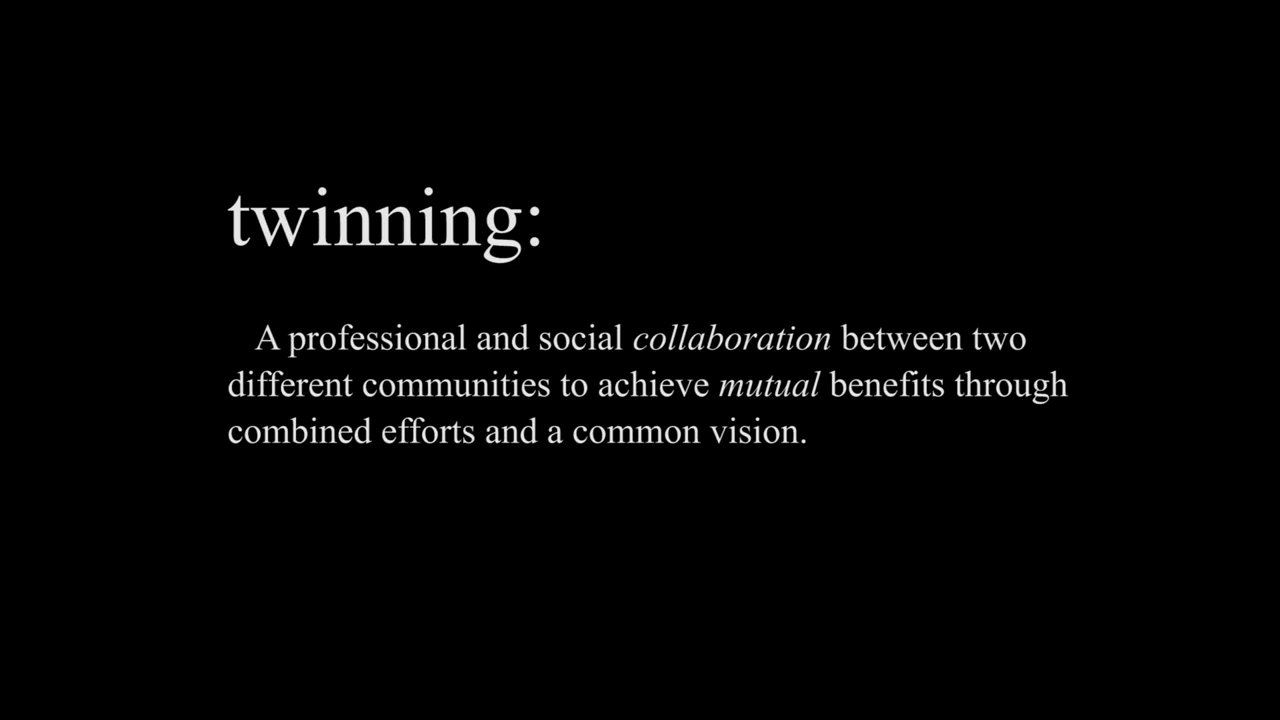 twinning:
A professional and social collaboration between two
different communities to achieve mutual benefits through
combined efforts and a common vision.